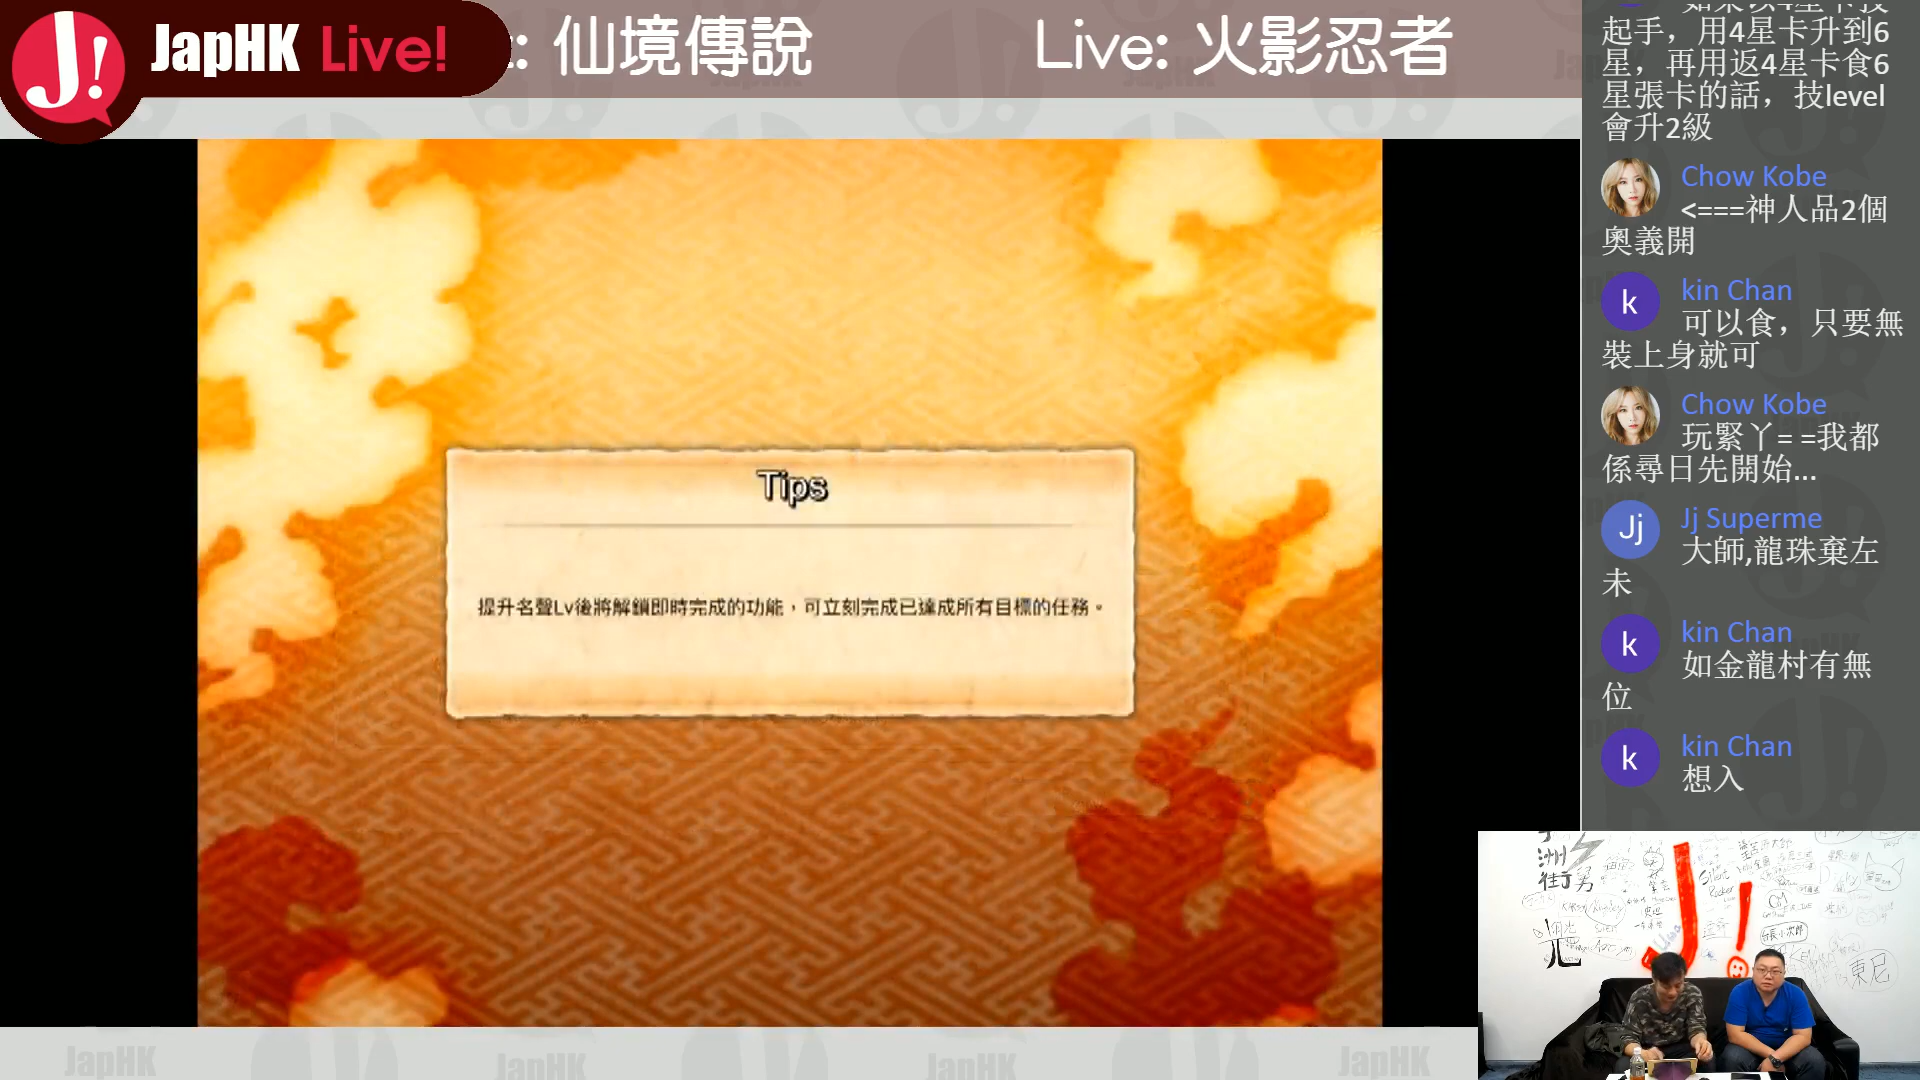 JapHK Live!
: 仙境傳說
Live: 火影忍者
起手，用4星卡升到6
星，再用返4星卡食6
星張卡的話，技level
會升2級
Chow Kobe
<===神人品2個
奧義開
kin Chan
可以食，只要無
裝上身就可
Chow Kobe
玩緊丫= =我都
係尋日先開始...
Jj Superme
大師,龍珠棄左
未
kin Chan
如金龍村有無
位
kin Chan
想入
Tips
提升名聲Lv後將解鎖即時完成的功能，可立刻完成已達成所有目標的任務。
J!
東尼
JapHK
JapHK
JapHK
JapHK